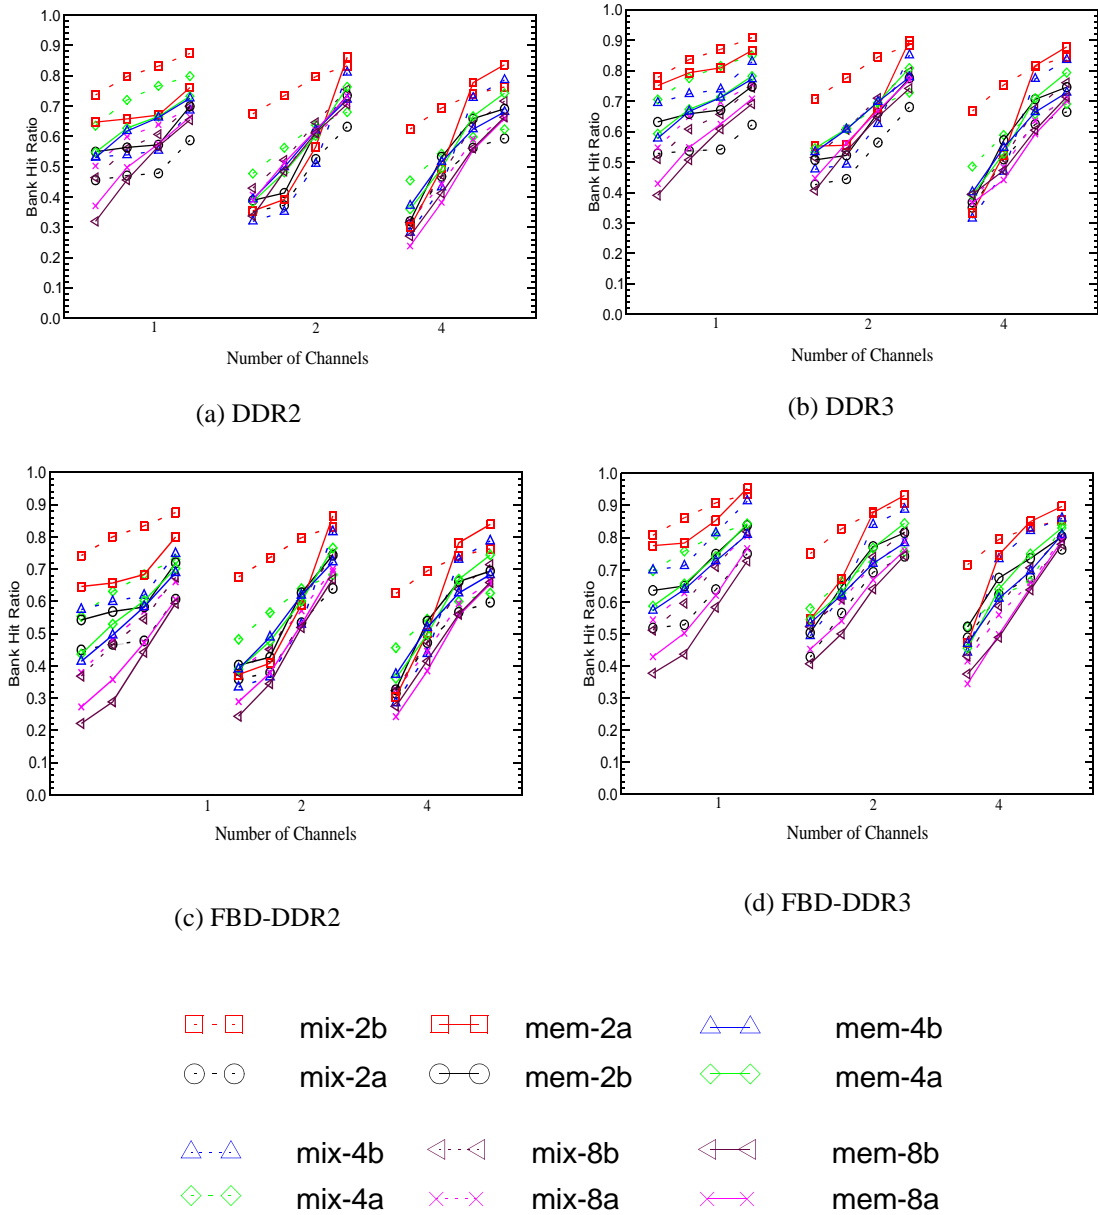 1.0
0.9
0.8
0.7
0.6
0.5
0.4
0.3
0.2
0.1
0.0
Bank Hit Ratio
1 2 4
Number of Channels
(a) DDR2
1.0
0.9
0.8
0.7
0.6
0.5
0.4
0.3
0.2
0.1
0.0
Bank Hit Ratio
1 2 4
Number of Channels
(b) DDR3
1.0
0.9
0.8
0.7
0.6
0.5
0.4
0.3
0.2
0.1
0.0
Bank Hit Ratio
1 2 4
Number of Channels
(c) FBD-DDR2
1.0
0.9
0.8
0.7
0.6
0.5
0.4
0.3
0.2
0.1
0.0
Bank Hit Ratio
1 2 4
Number of Channels
(d) FBD-DDR3
mix-2b mem-2a mem-4b
mix-2a mem-2b mem-4a
mix-4b mix-8b mem-8b
mix-4a mix-8a mem-8a